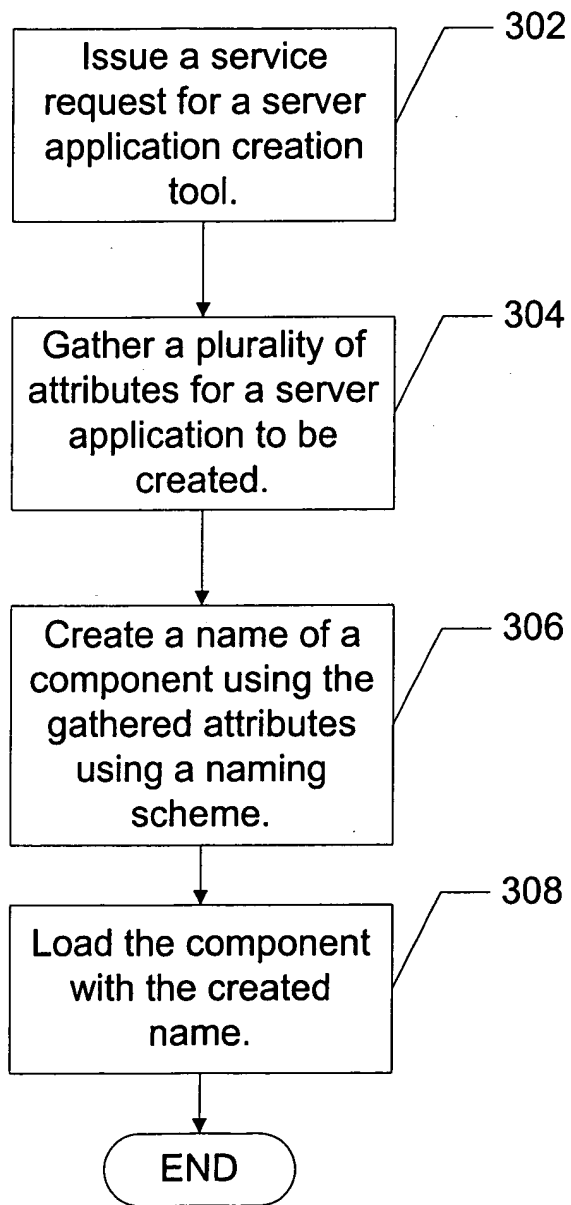 302
Issue a service
request for a server
application creation
tool.
304
Gather a plurality of
attributes for a server
application to be
created.
306
Create a name of a
component using the
gathered attributes
using a naming
scheme.
308
Load the component
with the created
name.
END